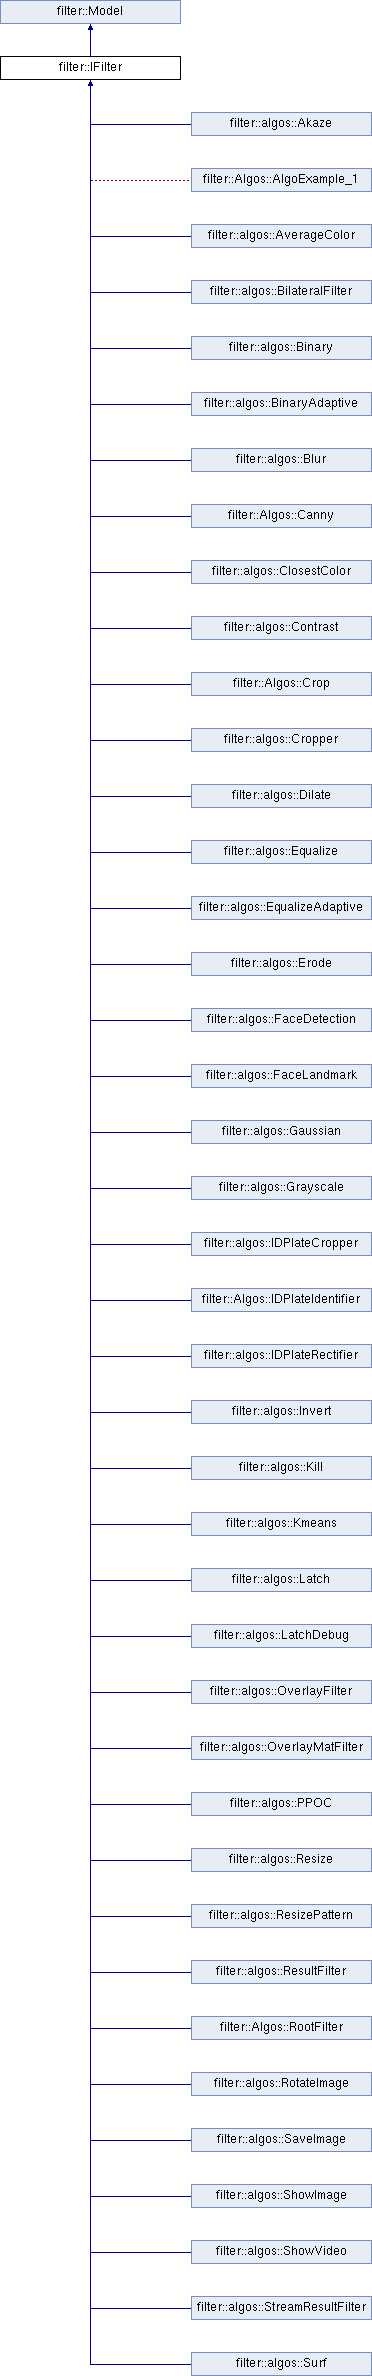 filter::Model
filter::IFilter
filter::algos::Akaze
filter::Algos::AlgoExample_1
filter::algos::AverageColor
filter::algos::BilateralFilter
filter::algos::Binary
filter::algos::BinaryAdaptive
filter::algos::Blur
filter::Algos::Canny
filter::algos::ClosestColor
filter::algos::Contrast
filter::Algos::Crop
filter::algos::Cropper
filter::algos::Dilate
filter::algos::Equalize
filter::algos::EqualizeAdaptive
filter::algos::Erode
filter::algos::FaceDetection
filter::algos::FaceLandmark
filter::algos::Gaussian
filter::algos::Grayscale
filter::algos::IDPlateCropper
filter::Algos::IDPlateIdentifier
filter::algos::IDPlateRectifier
filter::algos::Invert
filter::algos::Kill
filter::algos::Kmeans
filter::algos::Latch
filter::algos::LatchDebug
filter::algos::OverlayFilter
filter::algos::OverlayMatFilter
filter::algos::PPOC
filter::algos::Resize
filter::algos::ResizePattern
filter::algos::ResultFilter
filter::Algos::RootFilter
filter::algos::RotateImage
filter::algos::SaveImage
filter::algos::ShowImage
filter::algos::ShowVideo
filter::algos::StreamResultFilter
filter::algos::Surf